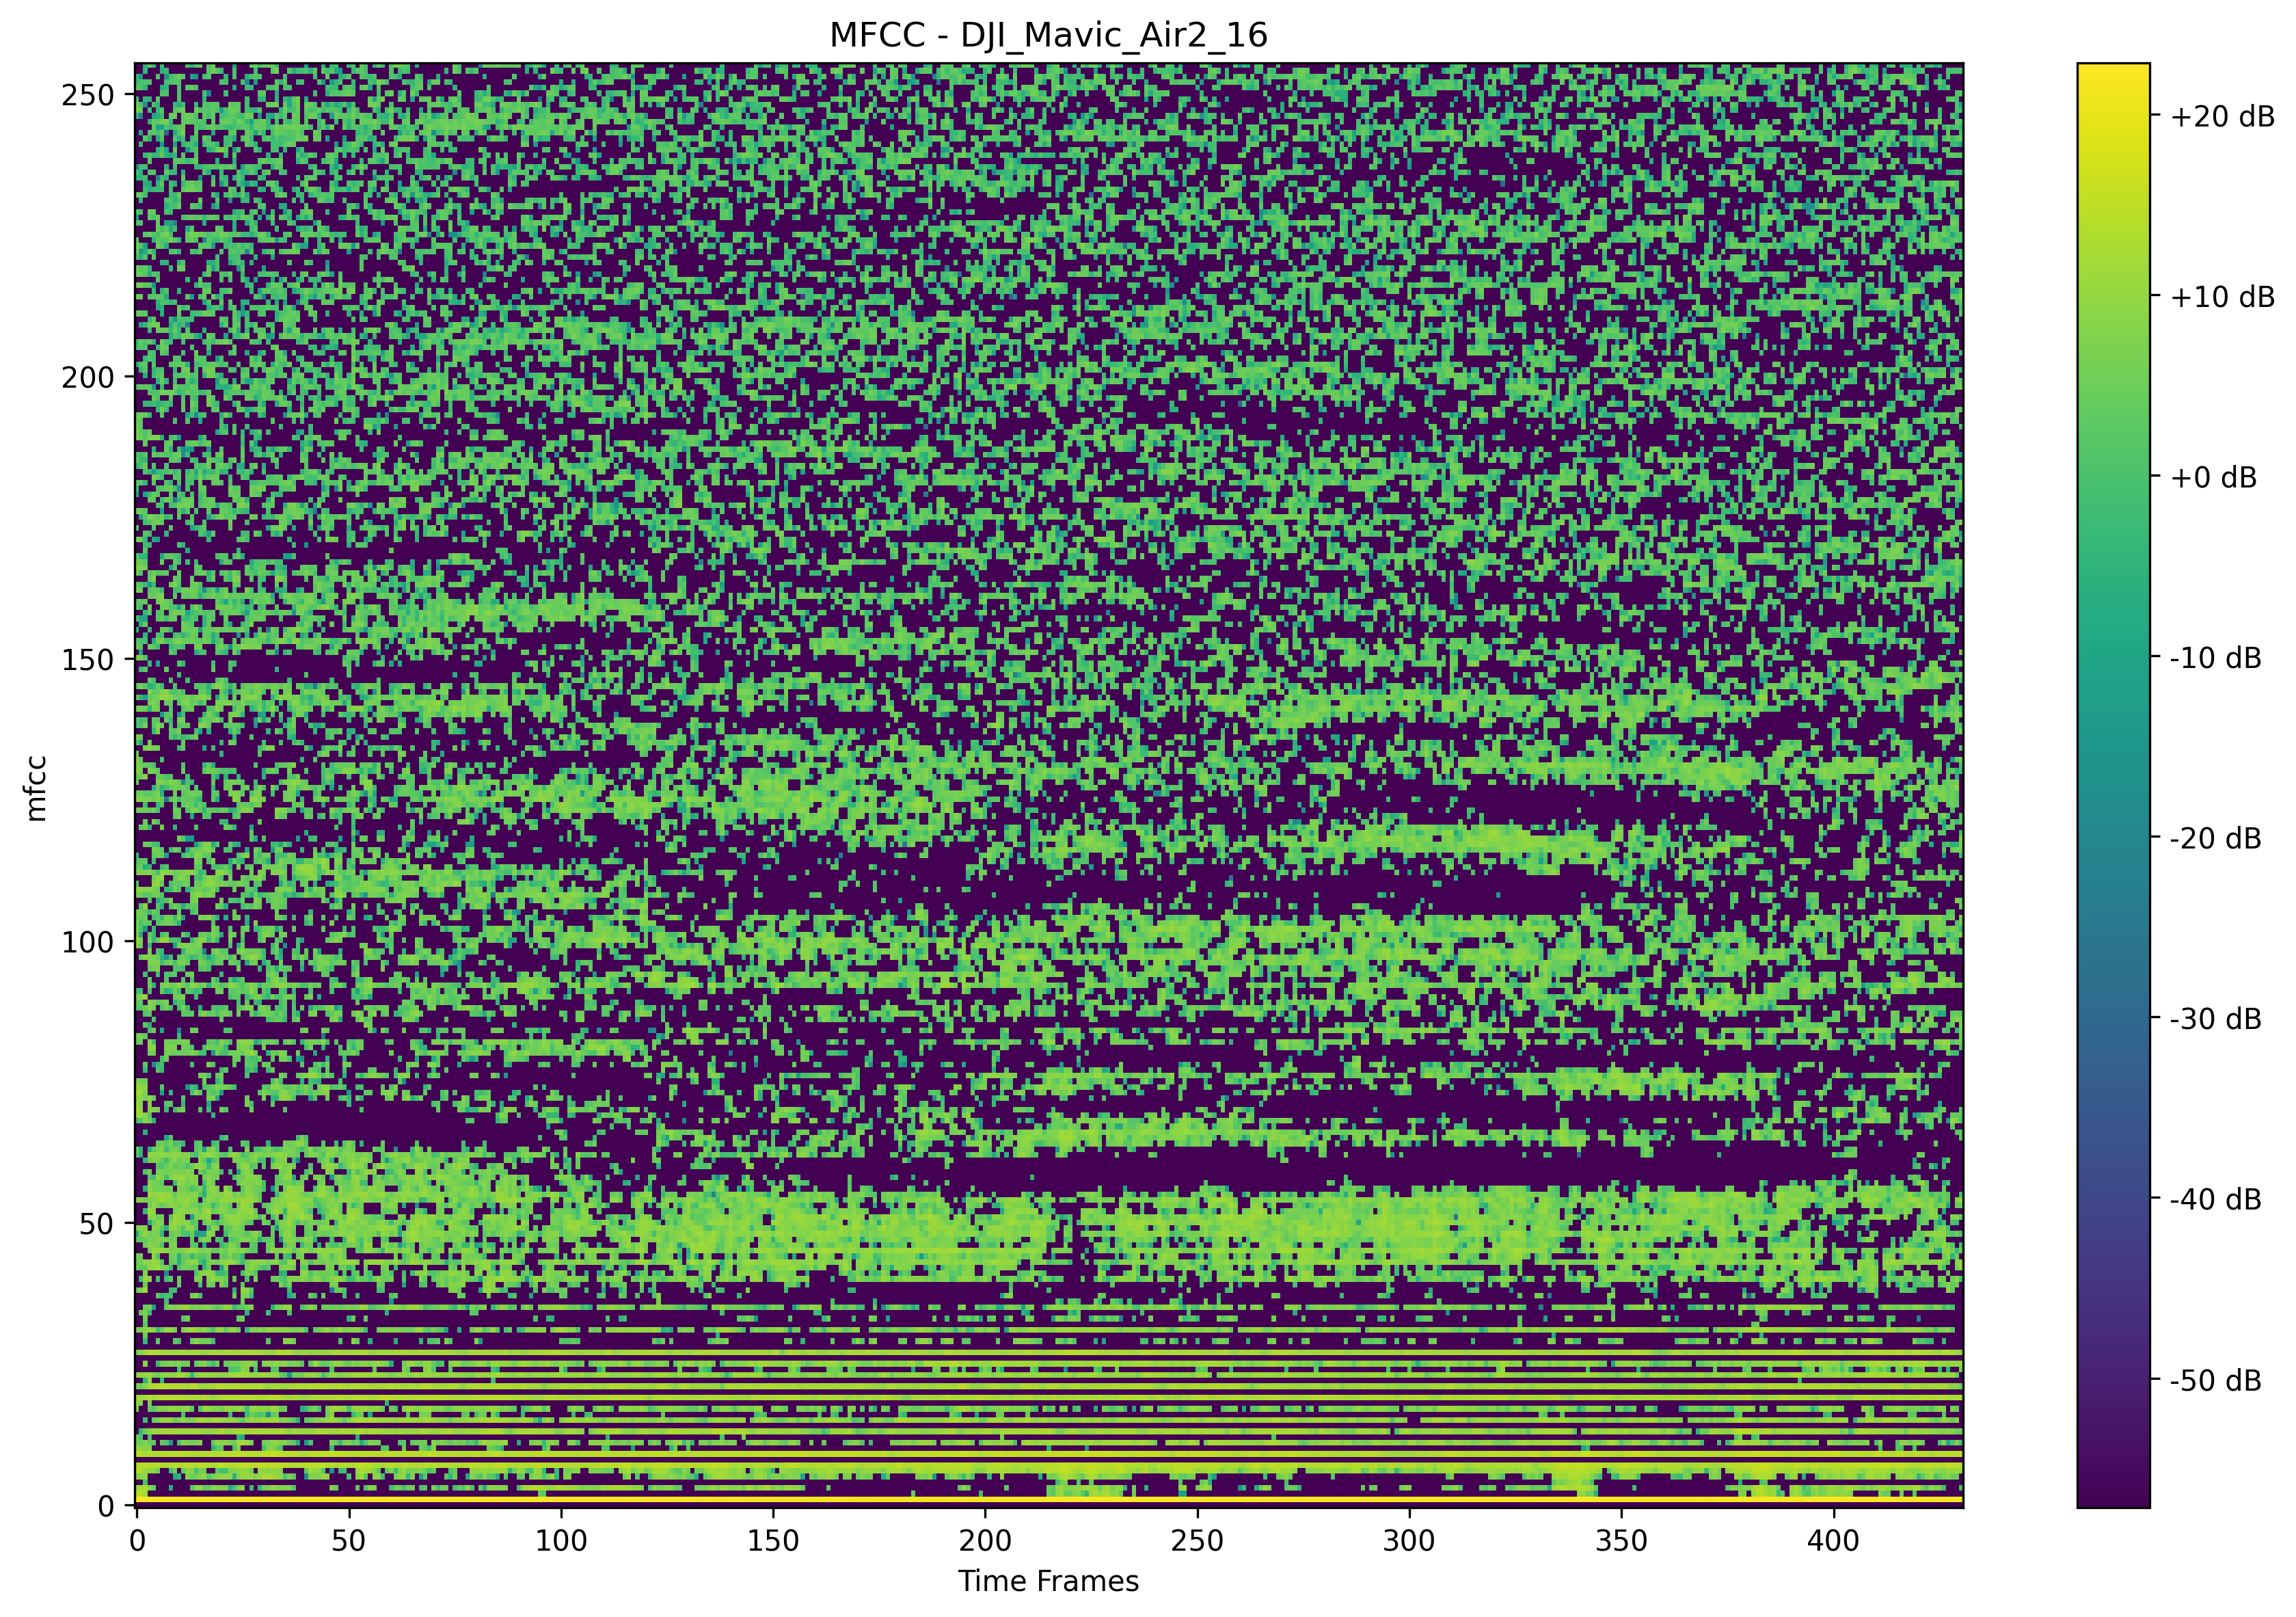 MFCC - DJI_Mavic_Air2_16
mfcc
250
200
150
100
50
0
0 50 100 150 200 250 300 350 400
Time Frames
+20 dB
+10 dB
+0 dB
-10 dB
-20 dB
-30 dB
-40 dB
-50 dB